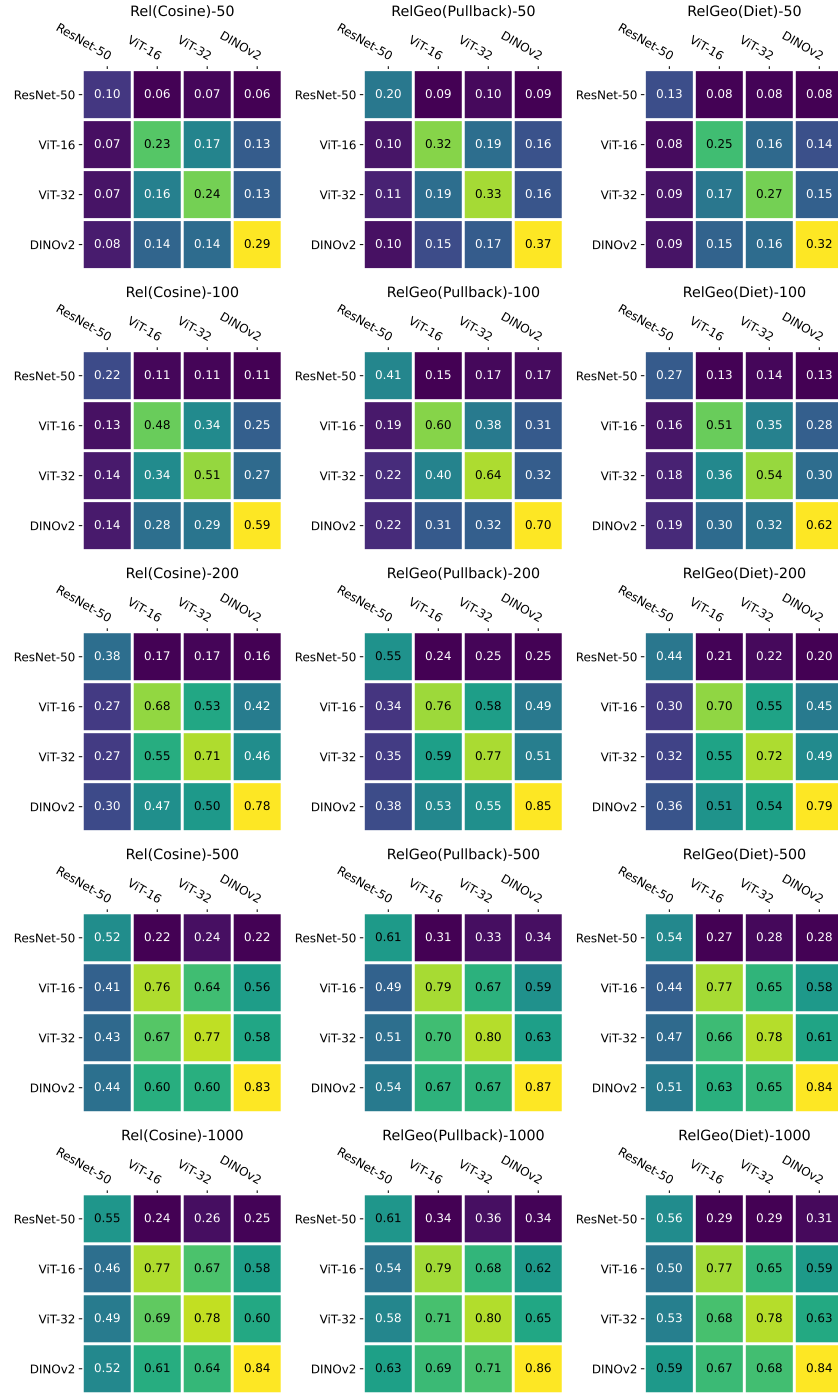 Rel(Cosine)-50 RelGeo(Pullback)-50 RelGeo(Diet)-50
ResNet-50 ViT-16 ViT-32 DINOv2 ResNet-50 ViT-16 ViT-32 DINOv2 ResNet-50 ViT-16 ViT-32 DINOv2
ResNet-50 0.10 0.06 0.07 0.06 ResNet-50 0.20 0.09 0.10 0.09 ResNet-50 0.13 0.08 0.08 0.08
ViT-16 0.07 0.23 0.17 0.13 ViT-16 0.10 0.32 0.19 0.16 ViT-16 0.08 0.25 0.16 0.14
ViT-32 0.07 0.16 0.24 0.13 ViT-32 0.11 0.19 0.33 0.16 ViT-32 0.09 0.17 0.27 0.15
DINOv2 0.08 0.14 0.14 0.29 DINOv2 0.10 0.15 0.17 0.37 DINOv2 0.09 0.15 0.16 0.32
Rel(Cosine)-100 RelGeo(Pullback)-100 RelGeo(Diet)-100
ResNet-50 ViT-16 ViT-32 DINOv2 ResNet-50 ViT-16 ViT-32 DINOv2 ResNet-50 ViT-16 ViT-32 DINOv2
ResNet-50 0.22 0.11 0.11 0.11 ResNet-50 0.41 0.15 0.17 0.17 ResNet-50 0.27 0.13 0.14 0.13
ViT-16 0.13 0.48 0.34 0.25 ViT-16 0.19 0.60 0.38 0.31 ViT-16 0.16 0.51 0.35 0.28
ViT-32 0.14 0.34 0.51 0.27 ViT-32 0.22 0.40 0.64 0.32 ViT-32 0.18 0.36 0.54 0.30
DINOv2 0.14 0.28 0.29 0.59 DINOv2 0.22 0.31 0.32 0.70 DINOv2 0.19 0.30 0.32 0.62
Rel(Cosine)-200 RelGeo(Pullback)-200 RelGeo(Diet)-200
ResNet-50 ViT-16 ViT-32 DINOv2 ResNet-50 ViT-16 ViT-32 DINOv2 ResNet-50 ViT-16 ViT-32 DINOv2
ResNet-50 0.38 0.17 0.17 0.16 ResNet-50 0.55 0.24 0.25 0.25 ResNet-50 0.44 0.21 0.22 0.20
ViT-16 0.27 0.68 0.53 0.42 ViT-16 0.34 0.76 0.58 0.49 ViT-16 0.30 0.70 0.55 0.45
ViT-32 0.27 0.55 0.71 0.46 ViT-32 0.35 0.59 0.77 0.51 ViT-32 0.32 0.55 0.72 0.49
DINOv2 0.30 0.47 0.50 0.78 DINOv2 0.38 0.53 0.55 0.85 DINOv2 0.36 0.51 0.54 0.79
Rel(Cosine)-500 RelGeo(Pullback)-500 RelGeo(Diet)-500
ResNet-50 ViT-16 ViT-32 DINOv2 ResNet-50 ViT-16 ViT-32 DINOv2 ResNet-50 ViT-16 ViT-32 DINOv2
ResNet-50 0.52 0.22 0.24 0.22 ResNet-50 0.61 0.31 0.33 0.34 ResNet-50 0.54 0.27 0.28 0.28
ViT-16 0.41 0.76 0.64 0.56 ViT-16 0.49 0.79 0.67 0.59 ViT-16 0.44 0.77 0.65 0.58
ViT-32 0.43 0.67 0.77 0.58 ViT-32 0.51 0.70 0.80 0.63 ViT-32 0.47 0.66 0.78 0.61
DINOv2 0.44 0.60 0.60 0.83 DINOv2 0.54 0.67 0.67 0.87 DINOv2 0.51 0.63 0.65 0.84
Rel(Cosine)-1000 RelGeo(Pullback)-1000 RelGeo(Diet)-1000
ResNet-50 ViT-16 ViT-32 DINOv2 ResNet-50 ViT-16 ViT-32 DINOv2 ResNet-50 ViT-16 ViT-32 DINOv2
ResNet-50 0.55 0.24 0.26 0.25 ResNet-50 0.61 0.34 0.36 0.34 ResNet-50 0.56 0.29 0.29 0.31
ViT-16 0.46 0.77 0.67 0.58 ViT-16 0.54 0.79 0.68 0.62 ViT-16 0.50 0.77 0.65 0.59
ViT-32 0.49 0.69 0.78 0.60 ViT-32 0.58 0.71 0.80 0.65 ViT-32 0.53 0.68 0.78 0.63
DINOv2 0.52 0.61 0.64 0.84 DINOv2 0.63 0.69 0.71 0.86 DINOv2 0.59 0.67 0.68 0.84